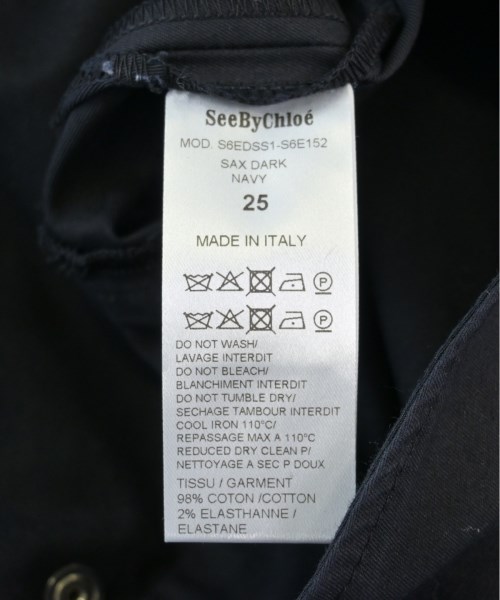 SeeByChloé
MOD. S6EDSS1-S6E152
SAX DARK
NAVY
25
MADE IN ITALY
P
P
DO NOT WASH/
LAVAGE INTERDIT
DO NOT BLEACH/
BLANCHIMENT INTERDIT
DO NOT TUMBLE DRY/
SECHAGE TAMBOUR INTERDIT
COOL IRON 110°C/
REPASSAGE MAX A 110°C
REDUCED DRY CLEAN P/
NETTOYAGE A SEC P DOUX
TISSU / GARMENT
98% COTON /COTTON
2% ELASTHANNE /
ELASTANE